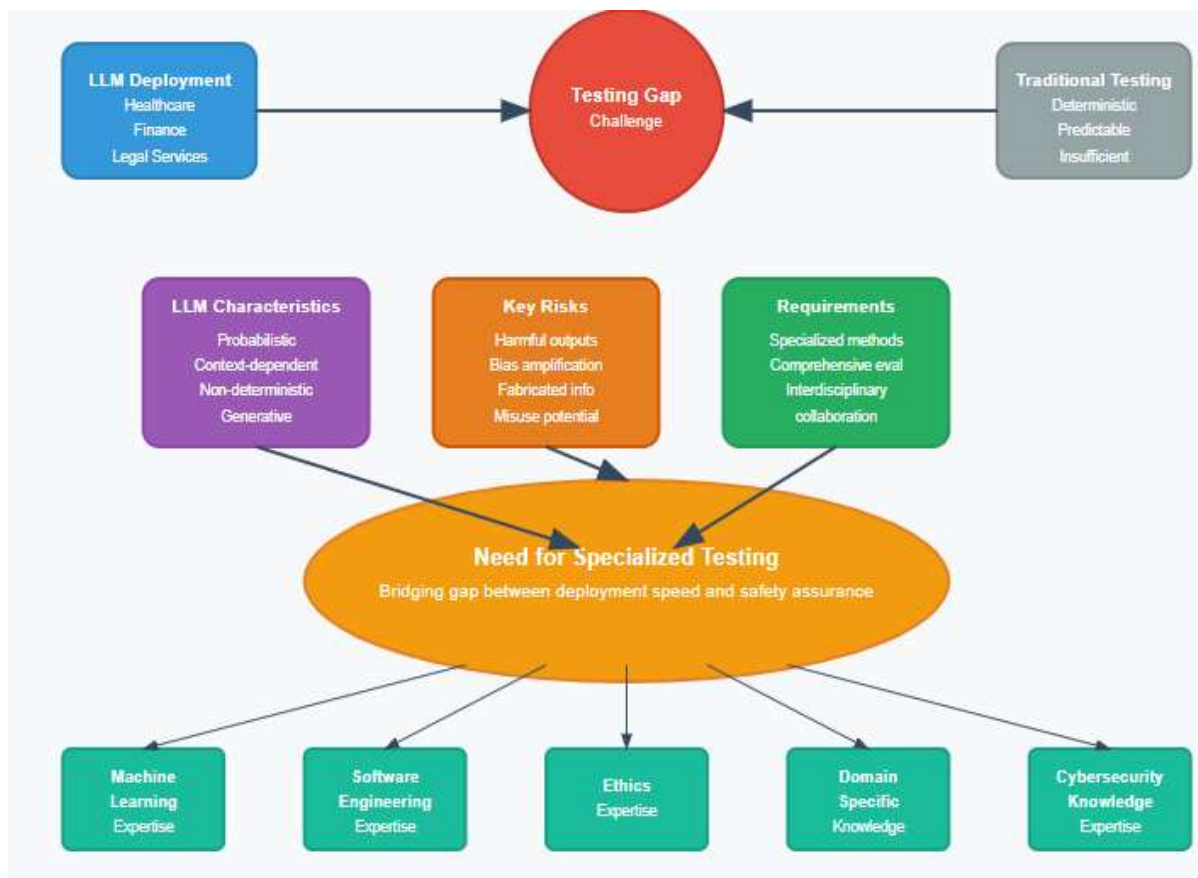 LLM Deployment
Healthcare
Finance
Legal Services
Testing Gap
Challenge
Traditional Testing
Deterministic
Predictable
Insufficient
LLM Characteristics
Probabilistic
Context-dependent
Non-deterministic
Generative
Key Risks
Harmful outputs
Bias amplification
Fabricated info
Misuse potential
Requirements
Specialized methods
Comprehensive eval
Interdisciplinary
collaboration
Need for Specialized Testing
Bridging gap between deployment speed and safety assurance
Machine
Learning
Expertise
Software
Engineering
Expertise
Ethics
Expertise
Domain
Specific
Knowledge
Cybersecurity
Knowledge
Expertise